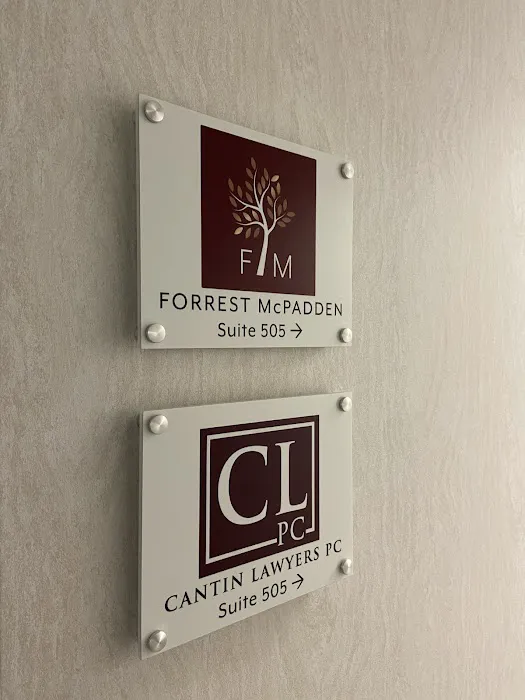 F M
FORREST McPADDEN
Suite 505 →
CL
PC
CANTIN LAWYERS PC
Suite 505 →